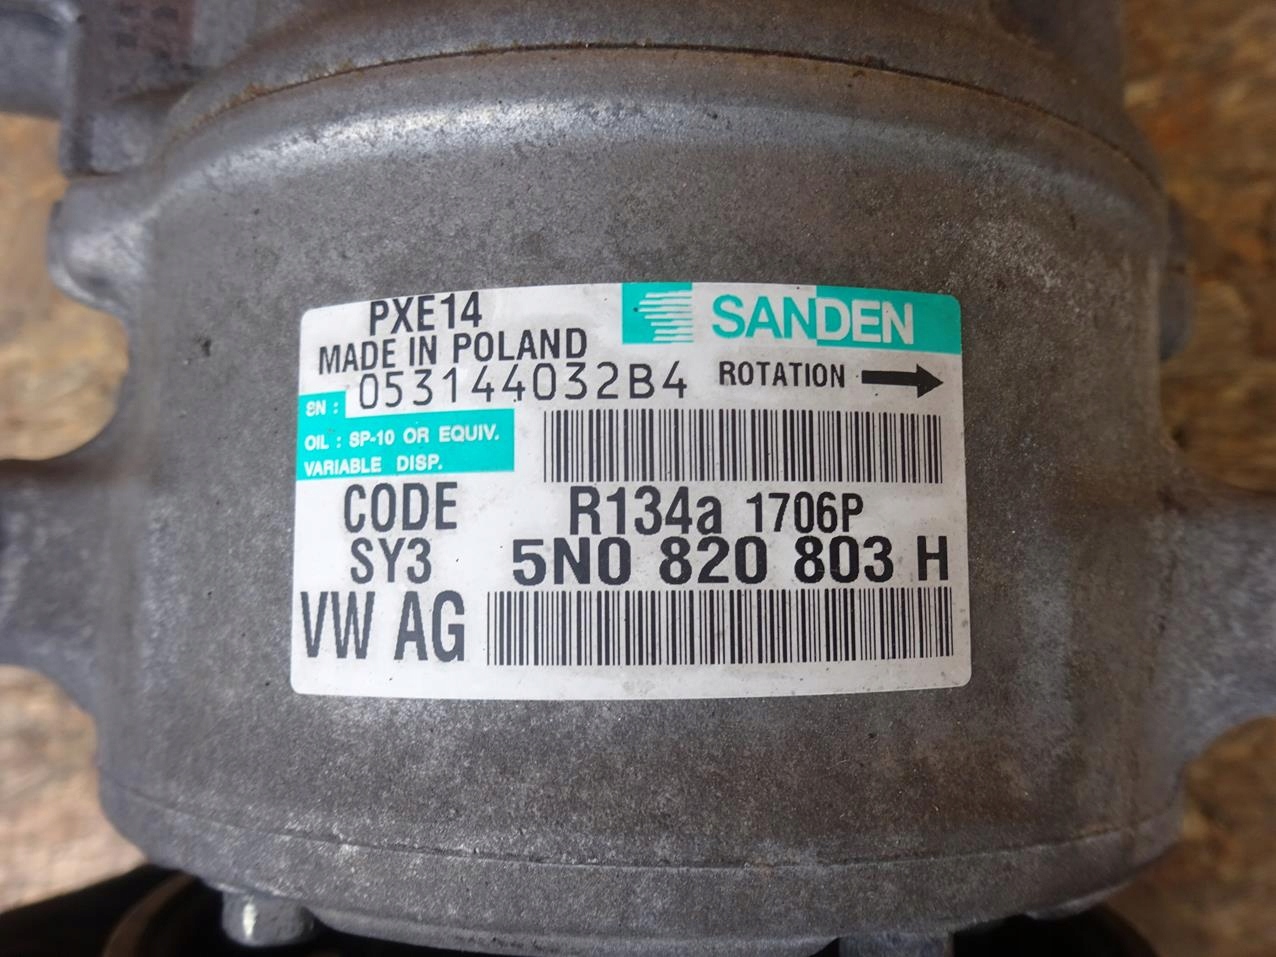 PXE14
SANDEN
MADE IN POLAND
SN: 053144032B4
ROTATION
OIL : SP-10 OR EQUIV.
VARIABLE DISP.
CODE
R134a 1706P
SY3
5N0 820 803 H
VW AG